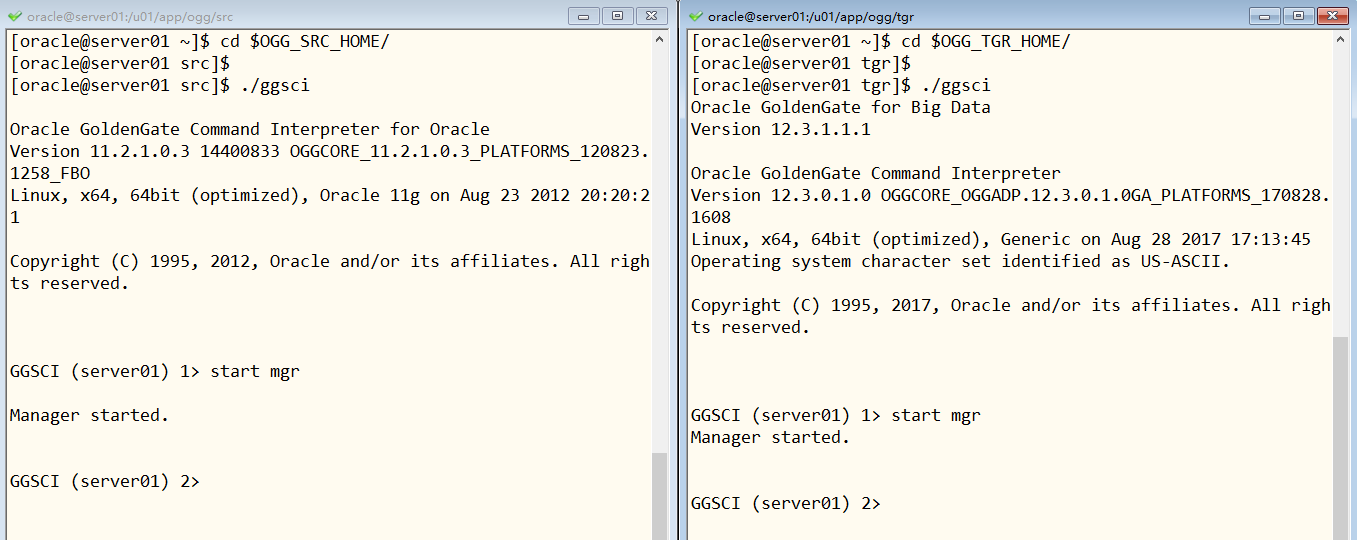 oracle@server01:/u01/app/ogg/src
[oracle@server01 ~]$ cd $OGG_SRC_HOME/
[oracle@server01 src]$
[oracle@server01 src]$ ./ggsci
Oracle GoldenGate Command Interpreter for Oracle
Version 11.2.1.0.3 14400833 OGGCORE_11.2.1.0.3_PLATFORMS_120823.
1258_FBO
Linux, x64, 64bit (optimized), Oracle 11g on Aug 23 2012 20:20:2
1
Copyright (C) 1995, 2012, Oracle and/or its affiliates. All righ
ts reserved.
GGSCI (server01) 1> start mgr
Manager started.
GGSCI (server01) 2>
oracle@server01:/u01/app/ogg/tgr
[oracle@server01 ~]$ cd $OGG_TGR_HOME/
[oracle@server01 tgr]$
[oracle@server01 tgr]$ ./ggsci
Oracle GoldenGate for Big Data
Version 12.3.1.1.1
Oracle GoldenGate Command Interpreter
Version 12.3.0.1.0 OGGCORE_OGGADP.12.3.0.1.0GA_PLATFORMS_170828.
1608
Linux, x64, 64bit (optimized), Generic on Aug 28 2017 17:13:45
Operating system character set identified as US-ASCII.
Copyright (C) 1995, 2017, Oracle and/or its affiliates. All righ
ts reserved.
GGSCI (server01) 1> start mgr
Manager started.
GGSCI (server01) 2>